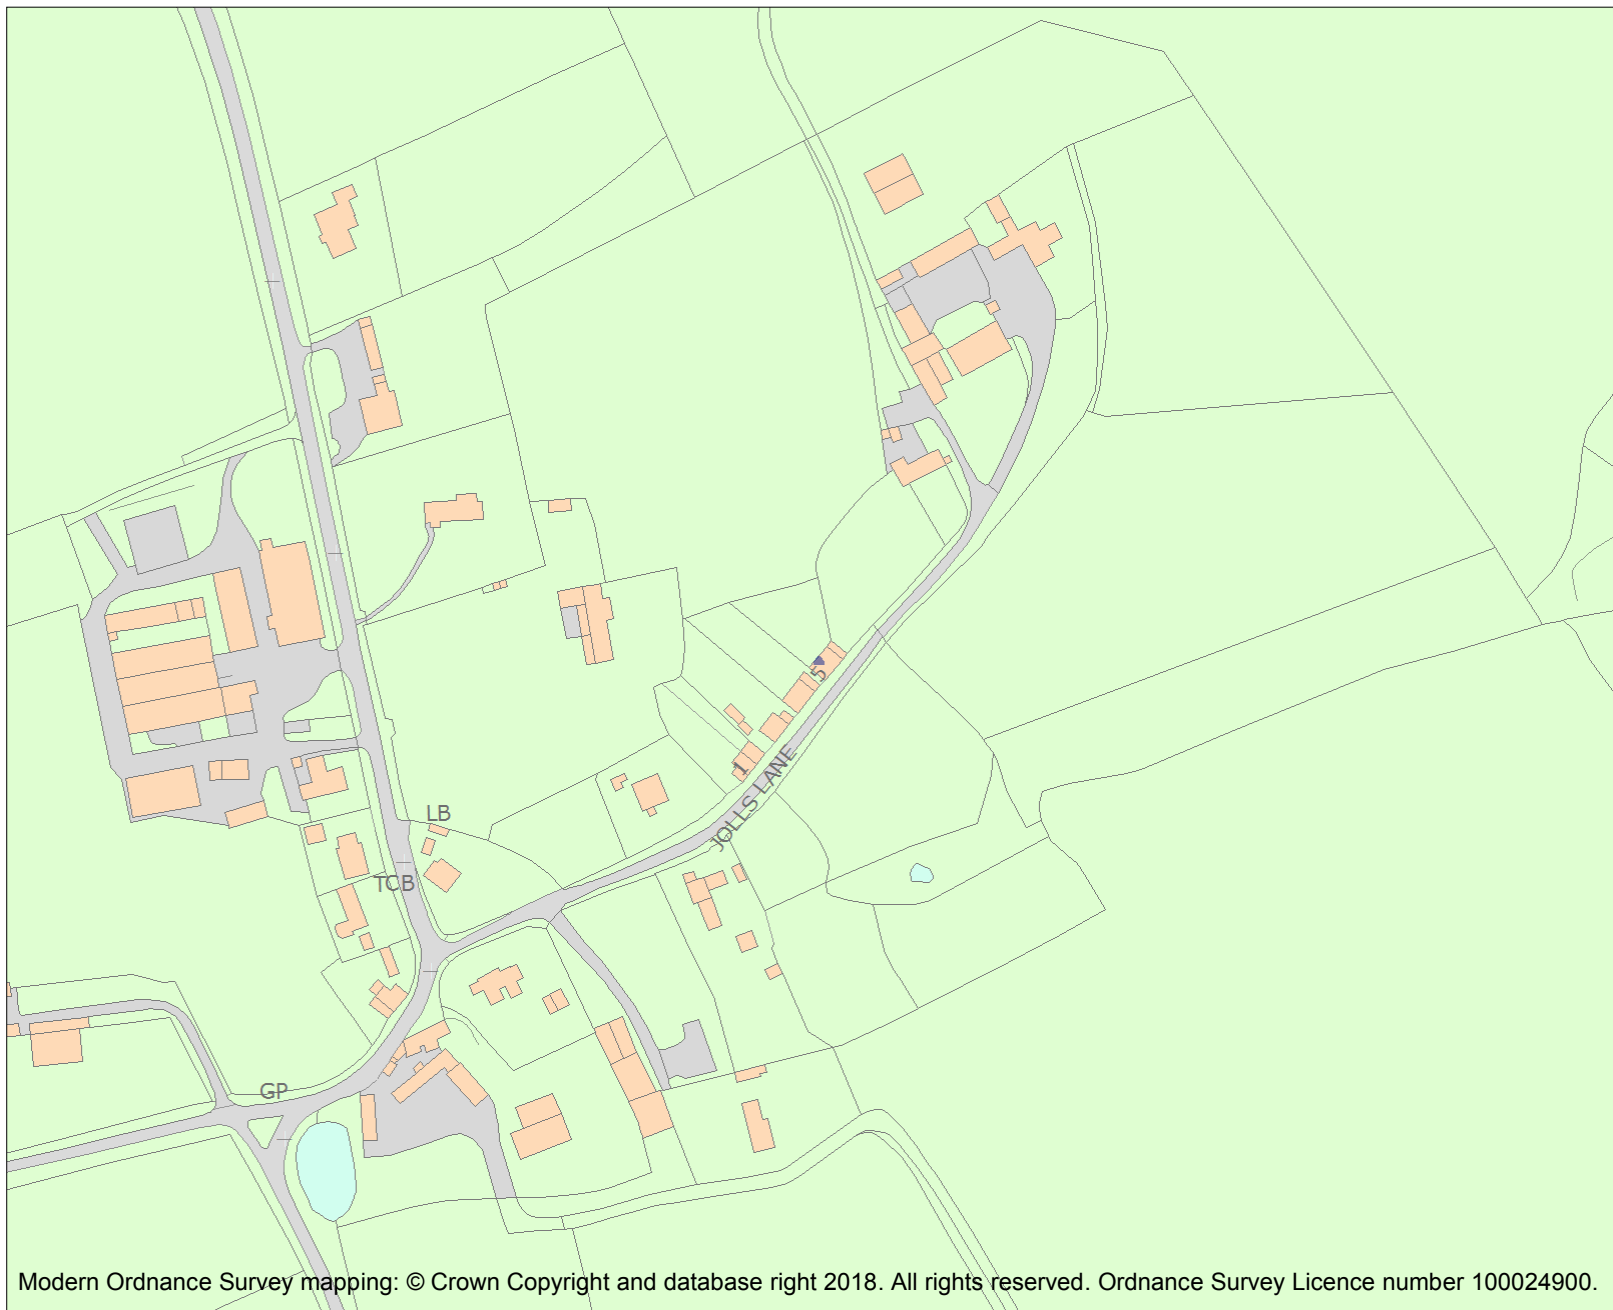 5
1
JOLLS LANE
LB
TCB
GP
Modern Ordnance Survey mapping: © Crown Copyright and database right 2018. All rights reserved. Ordnance Survey Licence number 100024900.